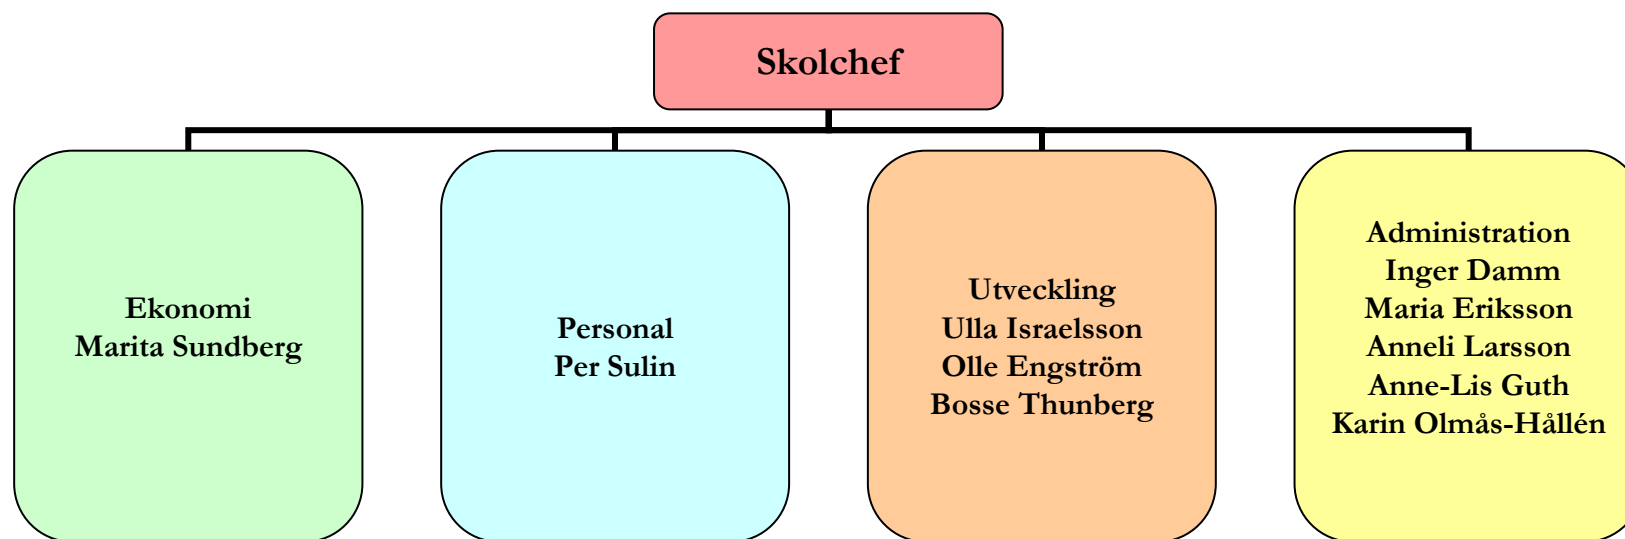 Skolchef
Ekonomi
Marita Sundberg
Personal
Per Sulin
Utveckling
Ulla Israelsson
Olle Engström
Bosse Thunberg
Administration
Inger Damm
Maria Eriksson
Anneli Larsson
Anne-Lis Guth
Karin Olmås-Hållén